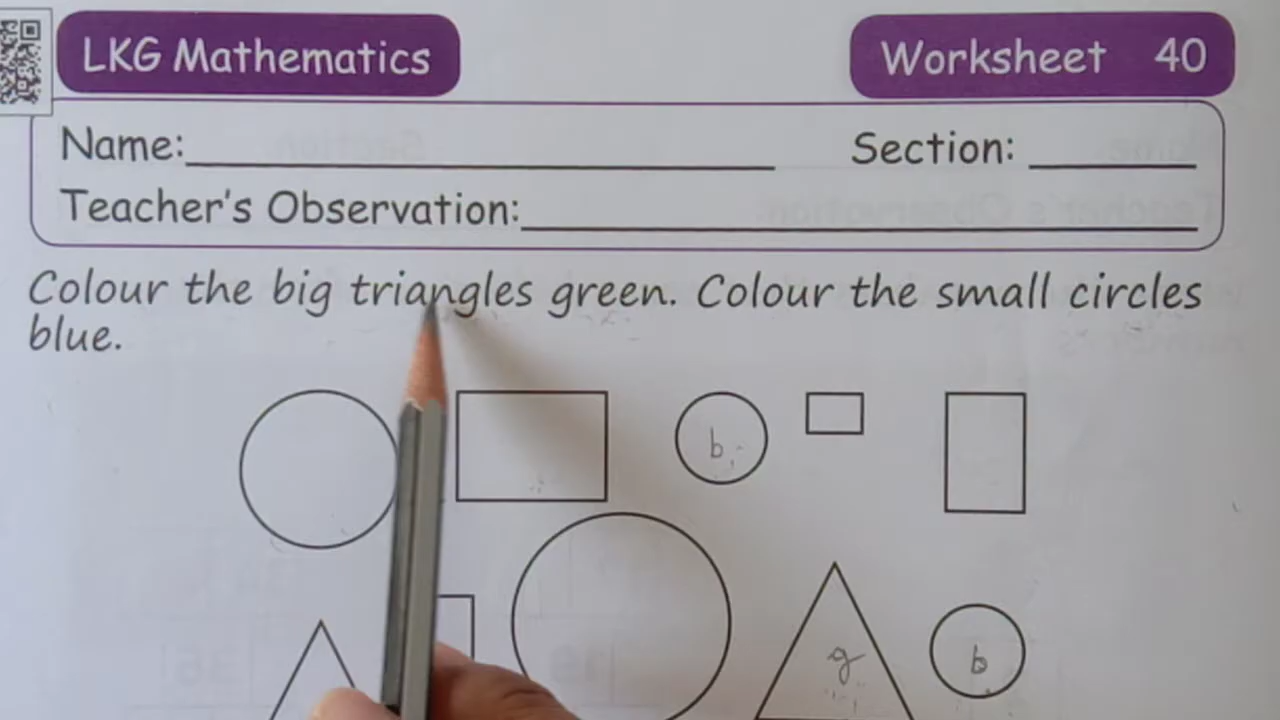 LKG Mathematics
Worksheet 40
Name:
Section:
Teacher's Observation:
Colour the big triangles green. Colour the small circles
blue.
b
g
b